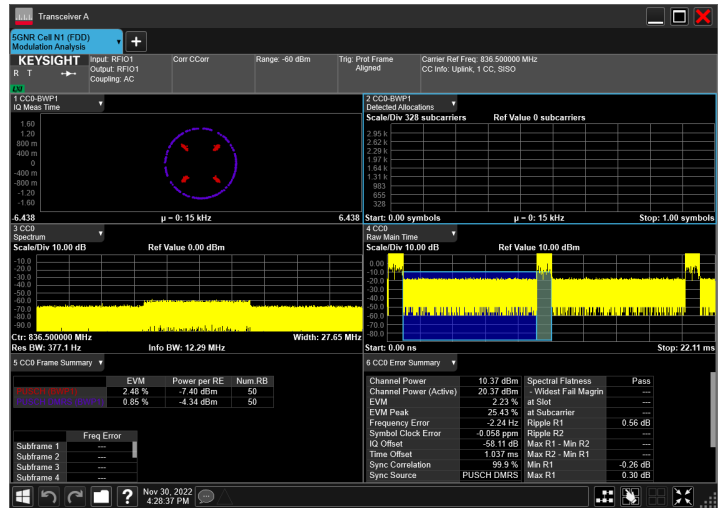 Transceiver A
5GNR Cell N1 (FDD)
Modulation Analysis
KEYSIGHT
R T
LXI
Input: RFIO1
Output: RFIO1
Coupling: AC
Corr CCorr
Range: -60 dBm
Trig: Prot Frame
Aligned
Carrier Ref Freq: 836.500000 MHz
CC Info: Uplink, 1 CC, SISO
1 CC0-BWP1
IQ Meas Time
1.60
1.20
800 m
400 m
0
-400 m
-800 m
-1.20
-1.60
-6.438
μ = 0: 15 kHz
6.438
2 CC0-BWP1
Detected Allocations
Scale/Div 328 subcarriers
Ref Value 0 subcarriers
2.95 k
2.62 k
2.29 k
1.97 k
1.64 k
1.31 k
983
655
328
Start: 0.00 symbols
μ = 0: 15 kHz
Stop: 1.00 symbols
3 CC0
Spectrum
Scale/Div 10.00 dB
Ref Value 0.00 dBm
-10.0
-20.0
-30.0
-40.0
-50.0
-60.0
-70.0
-80.0
-90.0
Ctr: 836.500000 MHz
Width: 27.65 MHz
Res BW: 377.1 Hz
Info BW: 12.29 MHz
4 CC0
Raw Main Time
Scale/Div 10.00 dB
Ref Value 10.00 dBm
0.00
-10.0
-20.0
-30.0
-40.0
-50.0
-60.0
-70.0
-80.0
Start: 0.00 ns
Stop: 22.11 ms
5 CC0 Frame Summary
EVM Power per RE Num.RB
PUSCH (BWP1) 2.48 % -7.40 dBm 50
0.85 % -4.34 dBm 50
Freq Error
Subframe 1 ---
Subframe 2 ---
Subframe 3 ---
Subframe 4 ---
6 CC0 Error Summary
Channel Power 10.37 dBm Spectral Flatness Pass
Channel Power (Active) 20.37 dBm - Widest Fail Magrin ---
EVM 2.23 % at Slot ---
EVM Peak 25.43 % at Subcarrier ---
Frequency Error -2.24 Hz Ripple R1 0.56 dB
Symbol Clock Error -0.058 ppm Ripple R2 ---
IQ Offset -58.11 dB Max R1 - Min R2 ---
Time Offset 1.037 ms Max R2 - Min R1 ---
Sync Correlation 99.9 % Min R1 -0.26 dB
Sync Source PUSCH DMRS Max R1 0.30 dB
Nov 30, 2022
4:28:37 PM